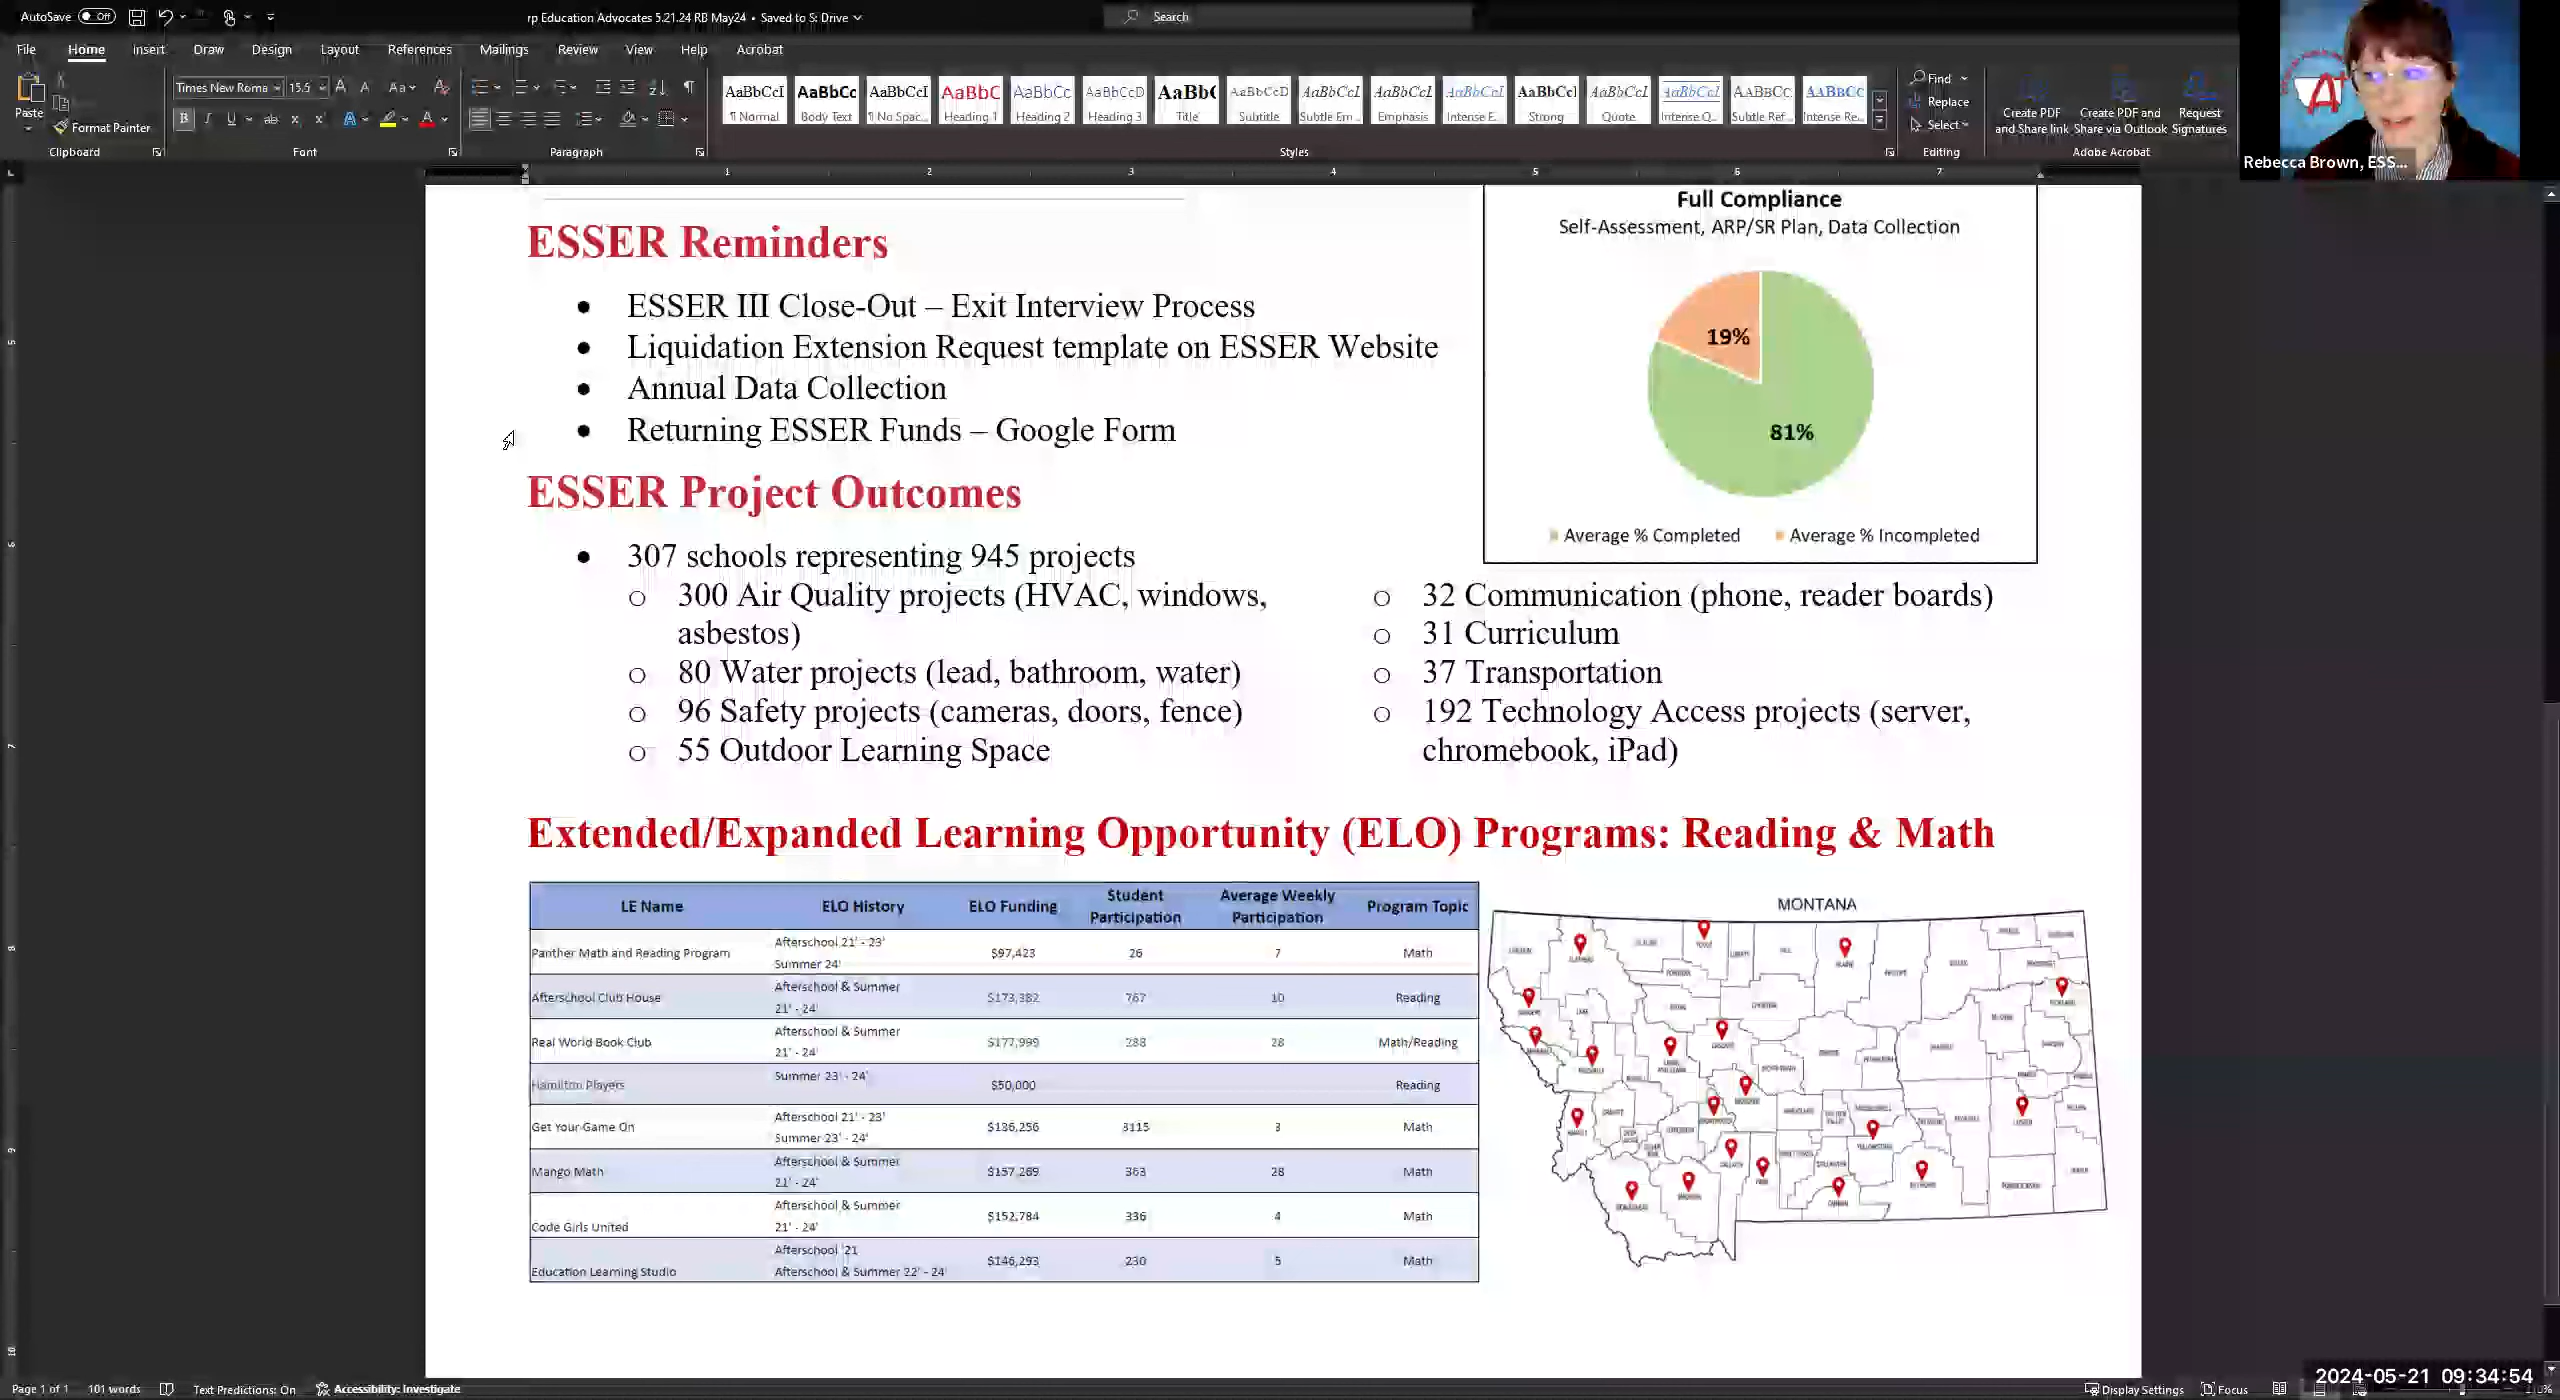 AutoSave Off
rp Education Advocates 5.21.24 RB May24 • Saved to S: Drive
Search
File Home Insert Draw Design Layout References Mailings Review View Help Acrobat
Paste
Format Painter
Clipboard
Times New Roma 15.5
Font
Paragraph
AaBbCcI AaBbCc AaBbCcI AaBbC AaBbCc AaBbCcD AaBb( AaBbCcD AaBbCcI AaBbCcI AaBbCcI AaBbCcI AaBbCcI AaBbCcI AABBCC AABBCC
¶ Normal Body Text ¶ No Spac... Heading 1 Heading 2 Heading 3 Title Subtitle Subtle Em... Emphasis Intense E... Strong Quote Intense Q... Subtle Ref... Intense Re...
Styles
Find
Replace
Select
Editing
Create PDF and Share link
Create PDF and Share via Outlook
Request Signatures
Adobe Acrobat
A+
Rebecca Brown, ESS...
1 2 3 4 5 6 7
ESSER Reminders
• ESSER III Close-Out – Exit Interview Process
• Liquidation Extension Request template on ESSER Website
• Annual Data Collection
• Returning ESSER Funds – Google Form
Full Compliance
Self-Assessment, ARP/SR Plan, Data Collection
19%
81%
Average % Completed Average % Incompleted
ESSER Project Outcomes
• 307 schools representing 945 projects
o 300 Air Quality projects (HVAC, windows,
asbestos)
o 80 Water projects (lead, bathroom, water)
o 96 Safety projects (cameras, doors, fence)
o 55 Outdoor Learning Space
o 32 Communication (phone, reader boards)
o 31 Curriculum
o 37 Transportation
o 192 Technology Access projects (server,
chromebook, iPad)
Extended/Expanded Learning Opportunity (ELO) Programs: Reading & Math
LE Name ELO History ELO Funding Student Participation Average Weekly Participation Program Topic
Panther Math and Reading Program Afterschool 21' - 23' Summer 24' $97,423 26 7 Math
Afterschool Club House Afterschool & Summer 21' - 24' $173,382 767 10 Reading
Real World Book Club Afterschool & Summer 21' - 24' $177,999 288 28 Math/Reading
Hamilton Players Summer 23' - 24' $50,000 Reading
Get Your Game On Afterschool 21' - 23' Summer 23' - 24' $186,256 3115 3 Math
Mango Math Afterschool & Summer 21' - 24' $157,269 363 28 Math
Code Girls United Afterschool & Summer 21' - 24' $152,784 336 4 Math
Education Learning Studio Afterschool '21 Afterschool & Summer 22' - 24' $146,293 230 5 Math
MONTANA
Page 1 of 1 101 words Text Predictions: On Accessibility: Investigate
Display Settings Focus
2024-05-21 09:34:54